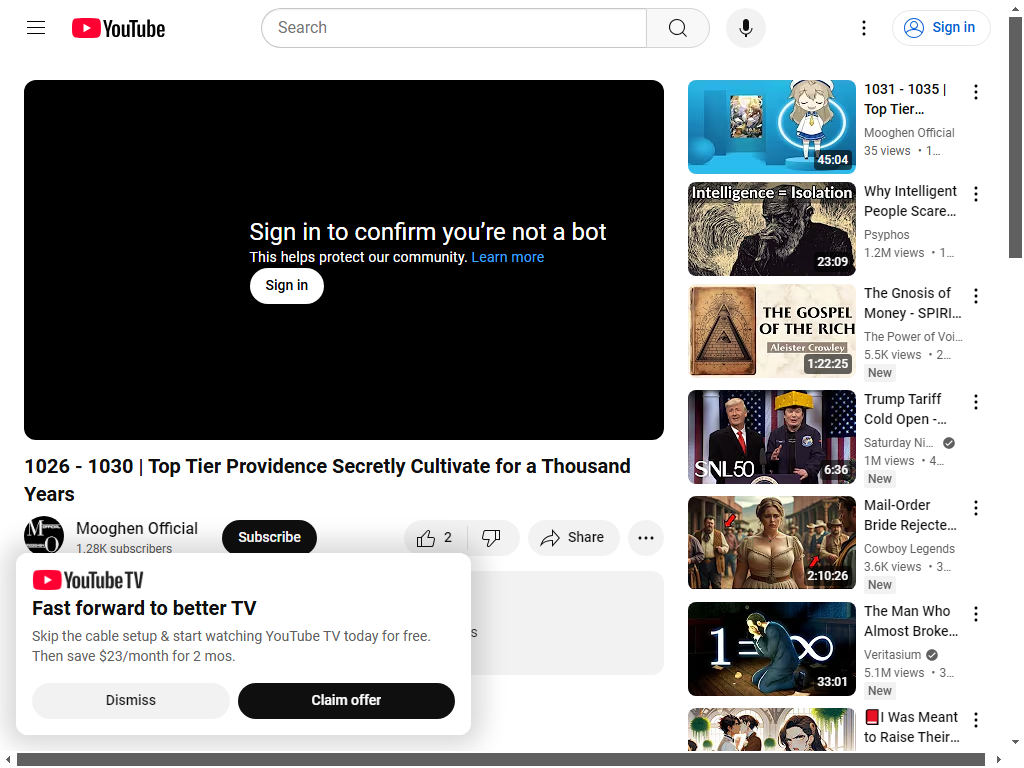 YouTube
Search
Sign in
Sign in to confirm you’re not a bot
This helps protect our community. Learn more
Sign in
1026 - 1030 | Top Tier Providence Secretly Cultivate for a Thousand
Years
Mooghen Official
1.28K subscribers
Subscribe
2
Share
YouTube TV
Fast forward to better TV
Skip the cable setup & start watching YouTube TV today for free.
Then save $23/month for 2 mos.
Dismiss
Claim offer
45:04
1031 - 1035 |
Top Tier…
Mooghen Official
35 views • 1…
Intelligence = Isolation
23:09
Why Intelligent
People Scare…
Psyphos
1.2M views • 1…
THE GOSPEL
OF THE RICH
Aleister Crowley
1:22:25
The Gnosis of
Money - SPIRI…
The Power of Voi…
5.5K views • 2…
New
SNL50
6:36
Trump Tariff
Cold Open -…
Saturday Ni…
1M views • 4…
New
2:10:26
Mail-Order
Bride Rejecte…
Cowboy Legends
3.6K views • 3…
New
1=∞
33:01
The Man Who
Almost Broke…
Veritasium
5.1M views • 3…
New
I Was Meant
to Raise Their…